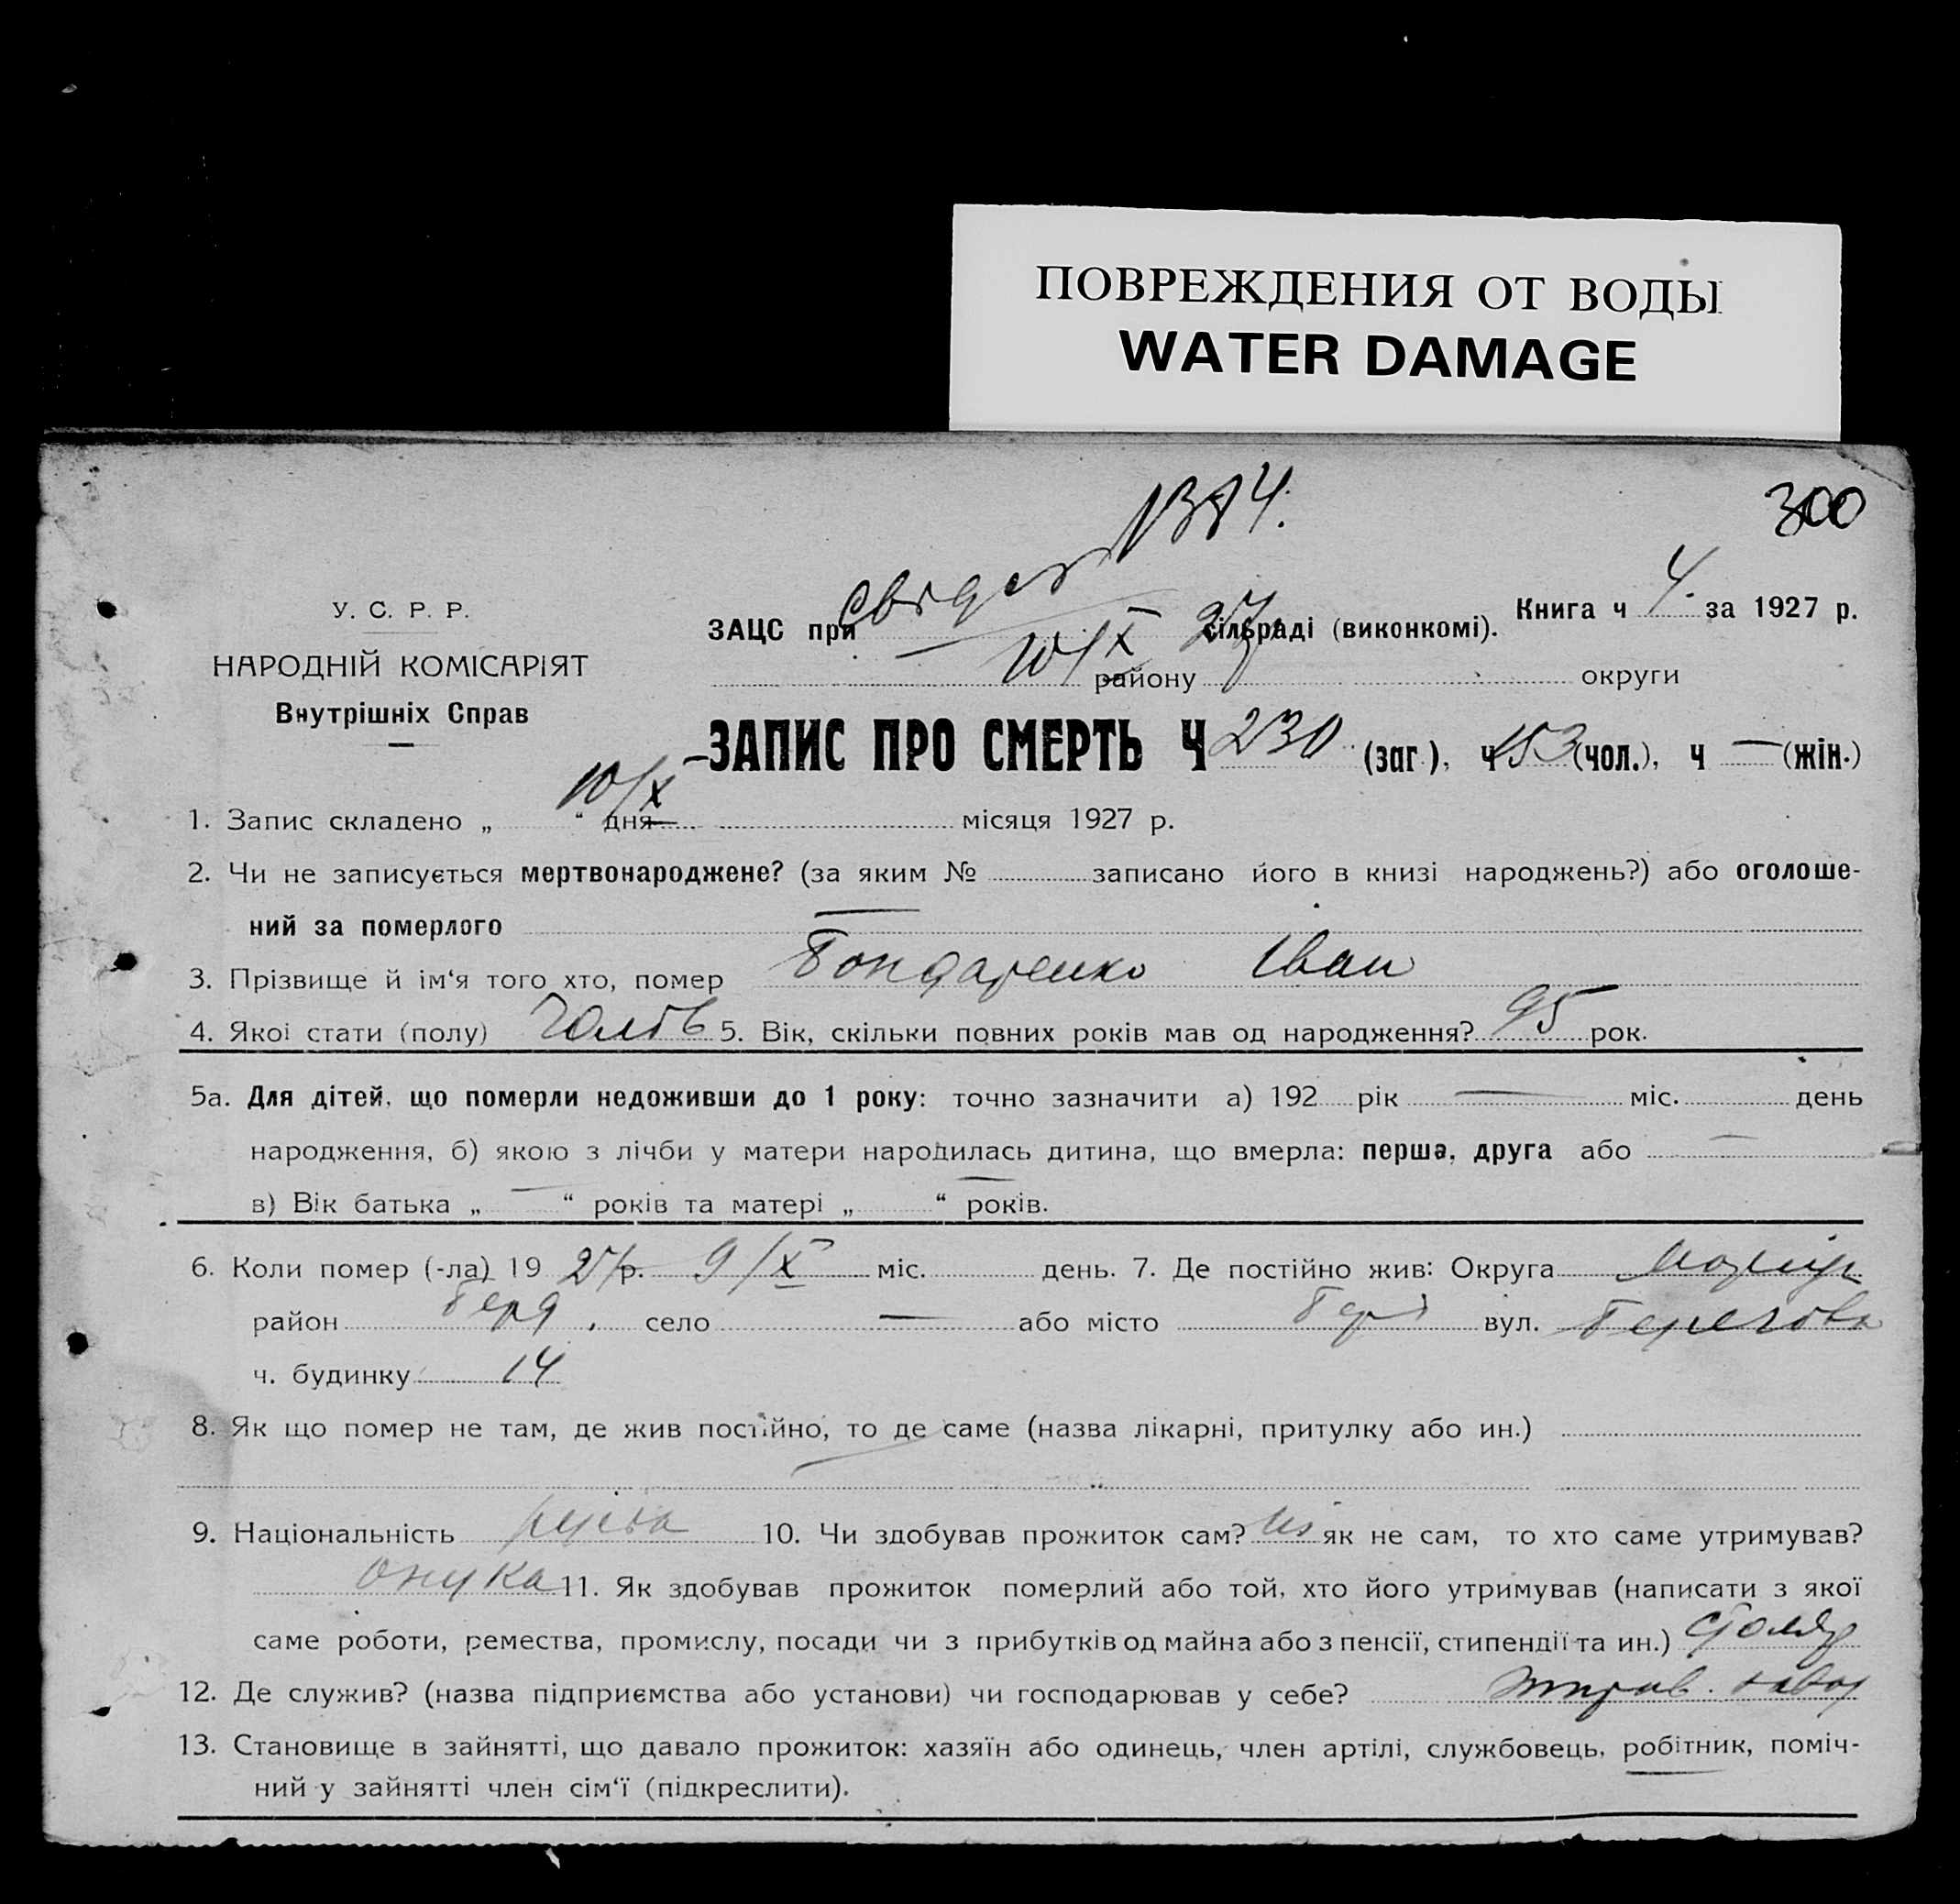 ПОВРЕЖДЕНИЯ ОТ ВОДЫ
WATER DAMAGE
300
У. С. Р. Р.
НАРОДНІЙ КОМІСАРІЯТ
Внутрішніх Справ
ЗАЦС при сільраді (виконкомі). Книга ч 4. за 1927 р.
10/X 27 району округи
ЗАПИС ПРО СМЕРТЬ Ч 230 (заг.), ч 153 (чол.), ч — (жін.)
1. Запис складено „ 10/X “ дня місяця 1927 р.
2. Чи не записується мертвонароджене? (за яким № записано його в книзі народжень?) або оголоше-
ний за померлого —
3. Прізвище й ім‘я того хто, помер Бондаренко Іван
4. Якої стати (полу) 5. Вік, скільки повних років мав од народження? 95 рок.
5а. Для дітей, що померли недоживши до 1 року: точно зазначити а) 192 рік — міс. день
народження, б) якою з лічби у матери народилась дитина, що вмерла: перша, друга або —
в) Вік батька „ — “ років та матері „ — “ років.
6. Коли помер (-ла) 19 27 р. 9/X міс. день. 7. Де постійно жив: Округа
район Берд. село — або місто Берд вул. Берегова
ч. будинку 14
8. Як що помер не там, де жив постійно, то де саме (назва лікарні, притулку або ин.)
—
9. Національність 10. Чи здобував прожиток сам? як не сам, то хто саме утримував?
онука 11. Як здобував прожиток померлий або той, хто його утримував (написати з якої
саме роботи, ремества, промислу, посади чи з прибутків од майна або з пенсії, стипендії та ин.) столяр
12. Де служив? (назва підприємства або установи) чи господарював у себе?
13. Становище в зайнятті, що давало прожиток: хазяїн або одинець, член артілі, службовець, робітник, поміч-
ний у зайнятті член сім‘ї (підкреслити).